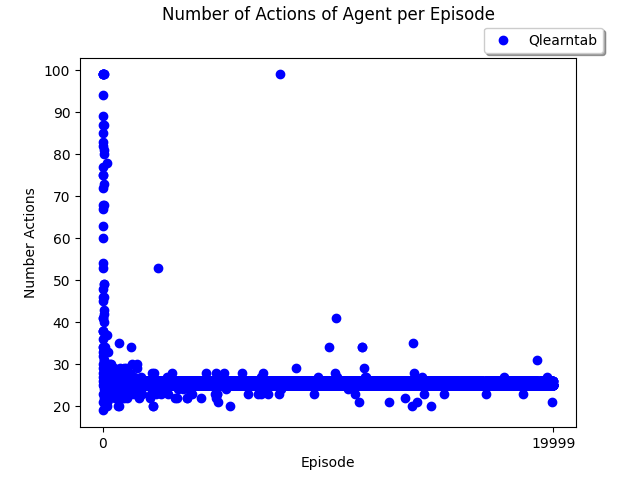 Number of Actions of Agent per Episode
Qlearntab
100
90
80
70
60
50
40
30
20
Number Actions
0 19999
Episode